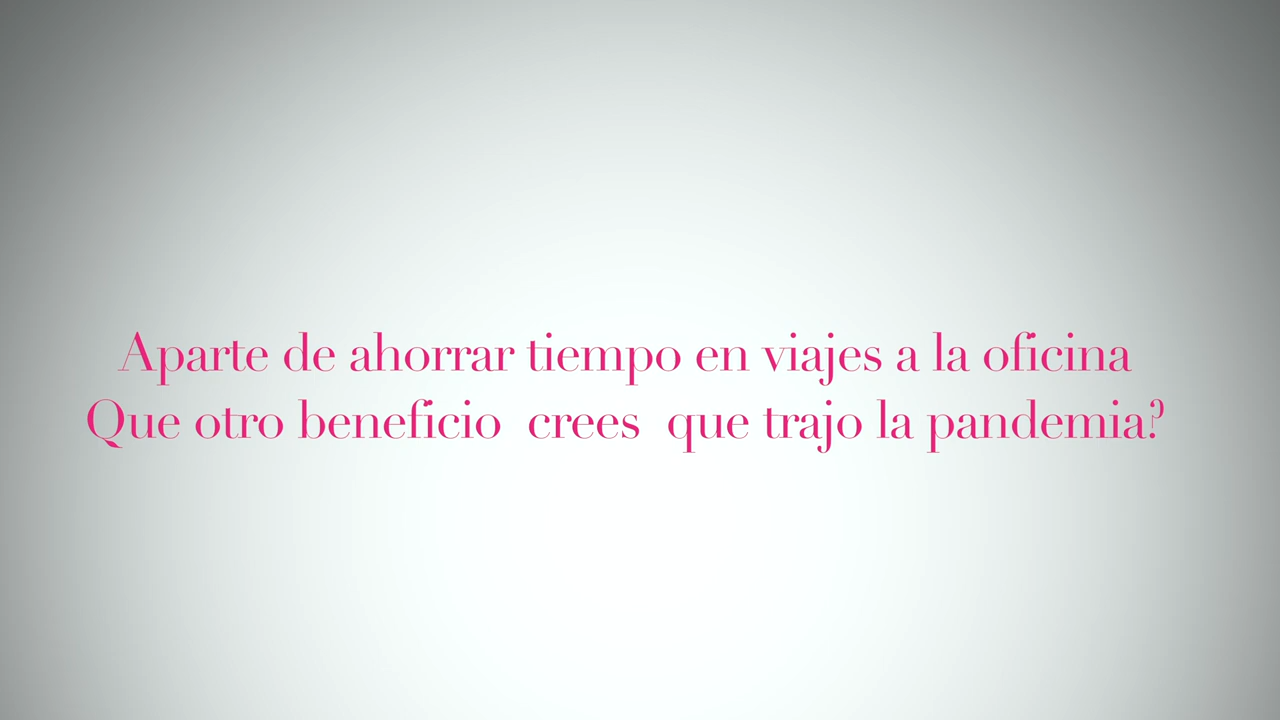 Aparte de ahorrar tiempo en viajes a la oficina
Que otro beneficio  crees  que trajo la pandemia?